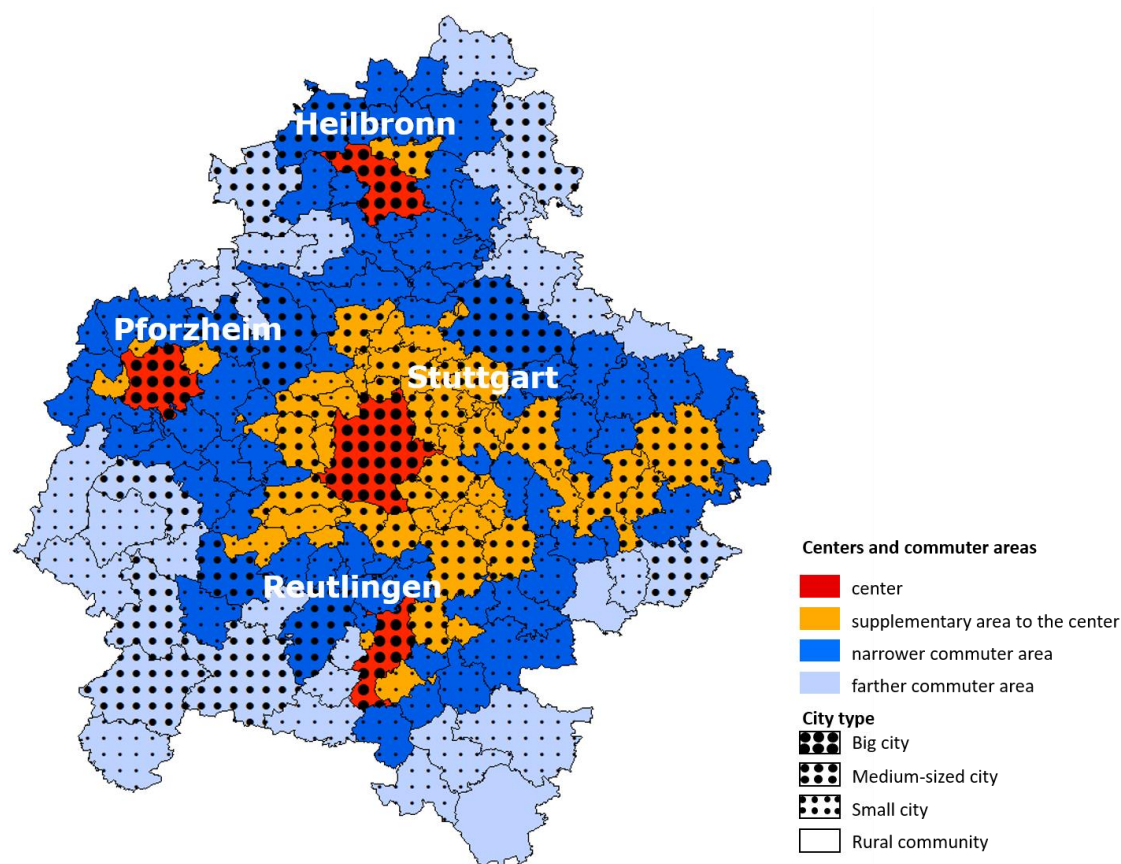 Heilbronn
Pforzheim
Stuttgart
Reutlingen
Centers and commuter areas
center
supplementary area to the center
narrower commuter area
farther commuter area
City type
Big city
Medium-sized city
Small city
Rural community